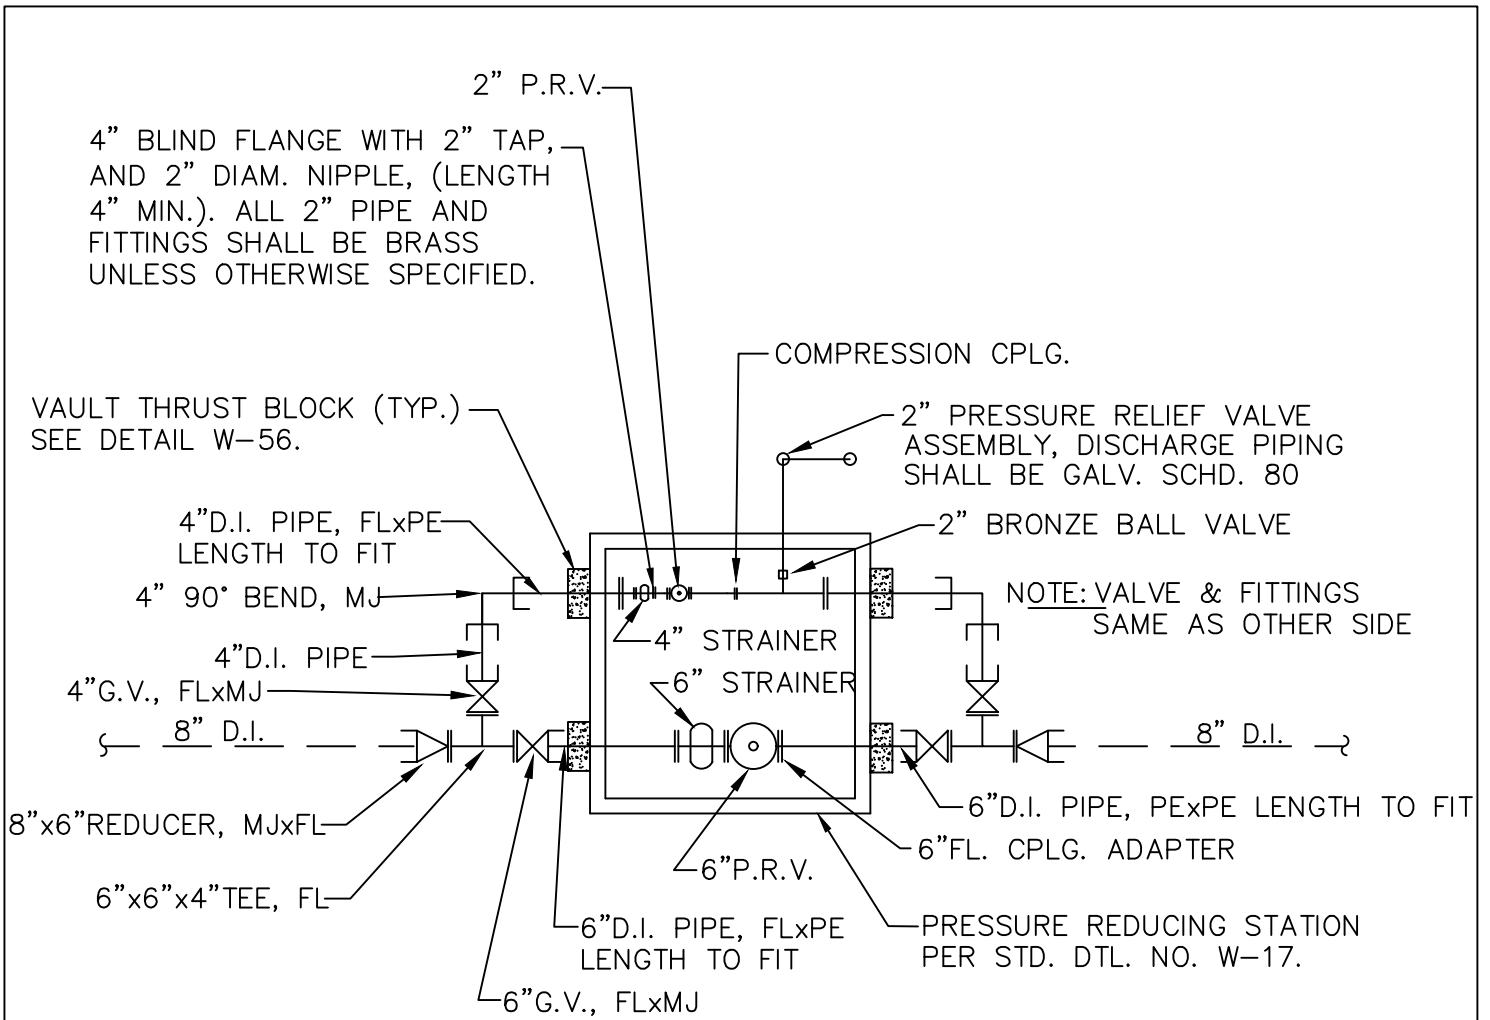 2” P.R.V.
4” BLIND FLANGE WITH 2” TAP,
AND 2” DIAM. NIPPLE, (LENGTH
4” MIN.). ALL 2” PIPE AND
FITTINGS SHALL BE BRASS
UNLESS OTHERWISE SPECIFIED.
COMPRESSION CPLG.
VAULT THRUST BLOCK (TYP.)
SEE DETAIL W-56.
2” PRESSURE RELIEF VALVE
ASSEMBLY, DISCHARGE PIPING
SHALL BE GALV. SCHD. 80
4”D.I. PIPE, FLxPE
LENGTH TO FIT
2” BRONZE BALL VALVE
4” 90° BEND, MJ
NOTE: VALVE & FITTINGS
SAME AS OTHER SIDE
4” STRAINER
4”D.I. PIPE
6” STRAINER
4”G.V., FLxMJ
8” D.I.
8” D.I.
6”D.I. PIPE, PExPE LENGTH TO FIT
8”x6”REDUCER, MJxFL
6”FL. CPLG. ADAPTER
6”P.R.V.
6”x6”x4”TEE, FL
6”D.I. PIPE, FLxPE
LENGTH TO FIT
PRESSURE REDUCING STATION
PER STD. DTL. NO. W-17.
6”G.V., FLxMJ